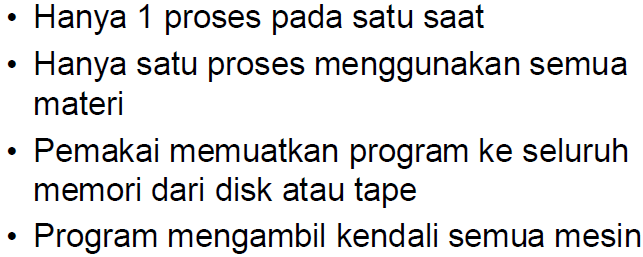 • Hanya 1 proses pada satu saat
• Hanya satu proses menggunakan semua
materi
• Pemakai memuatkan program ke seluruh
memori dari disk atau tape
• Program mengambil kendali semua mesin